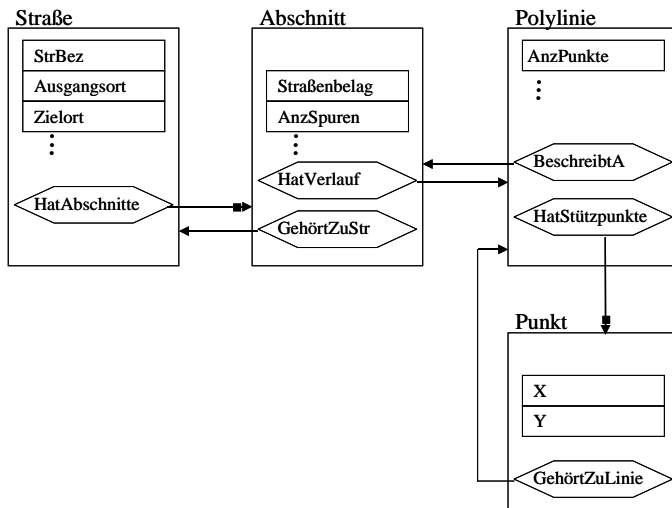 Straße
StrBez
Ausgangsort
Zielort
HatAbschnitte
Abschnitt
Straßenbelag
AnzSpuren
HatVerlauf
GehörtZuStr
Polylinie
AnzPunkte
BeschreibtA
HatStützpunkte
Punkt
X
Y
GehörtZuLinie